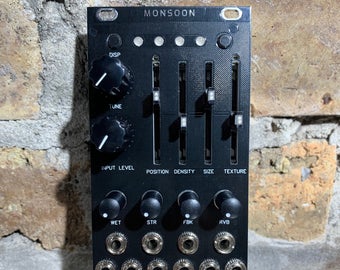 MONSOON
DISP
TUNE
INPUT LEVEL
POSITION DENSITY SIZE TEXTURE
WET STR FBK RVB